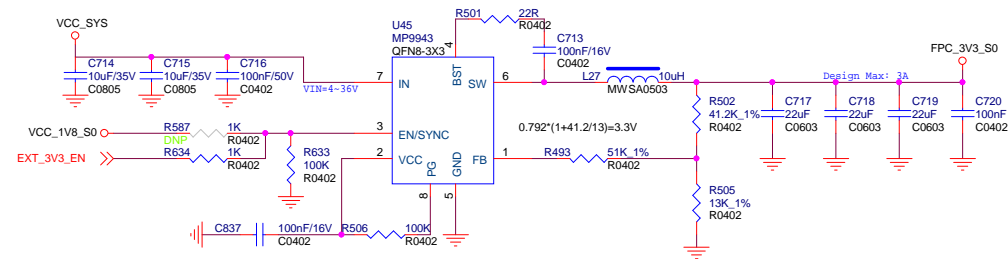 VCC_SYS
C714
10uF/35V
C0805
C715
10uF/35V
C0805
C716
100nF/50V
C0402
VIN=4~36V
U45
MP9943
QFN8-3X3
R501
22R
R0402
C713
100nF/16V
C0402
7
IN
4
BST
SW
6
L27
10uH
MWSA0503
FPC_3V3_S0
Design Max: 3A
VCC_1V8_S0
R587
1K
DNP
R0402
EXT_3V3_EN
R634
1K
R0402
R633
100K
R0402
3
EN/SYNC
2
VCC
PG
8
GND
5
FB
1
0.792*(1+41.2/13)=3.3V
R493
51K_1%
R0402
R502
41.2K_1%
R0402
C717
22uF
C0603
C718
22uF
C0603
C719
22uF
C0603
C720
100nF
C0402
R505
13K_1%
R0402
C837
100nF/16V
C0402
R506
100K
R0402